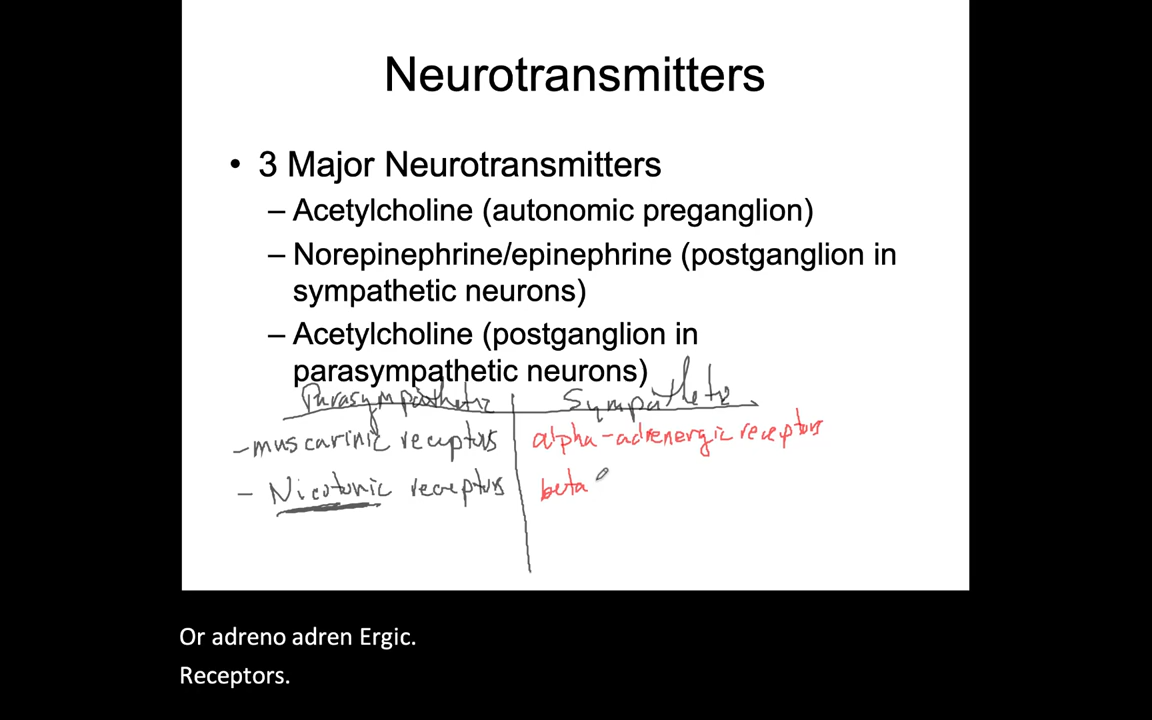 Neurotransmitters
• 3 Major Neurotransmitters
– Acetylcholine (autonomic preganglion)
– Norepinephrine/epinephrine (postganglion in
sympathetic neurons)
– Acetylcholine (postganglion in
parasympathetic neurons)
Parasympathetic Sympathetic
- muscarinic receptors alpha-adrenergic receptors
- Nicotonic receptors beta
Or adreno adren Ergic.
Receptors.